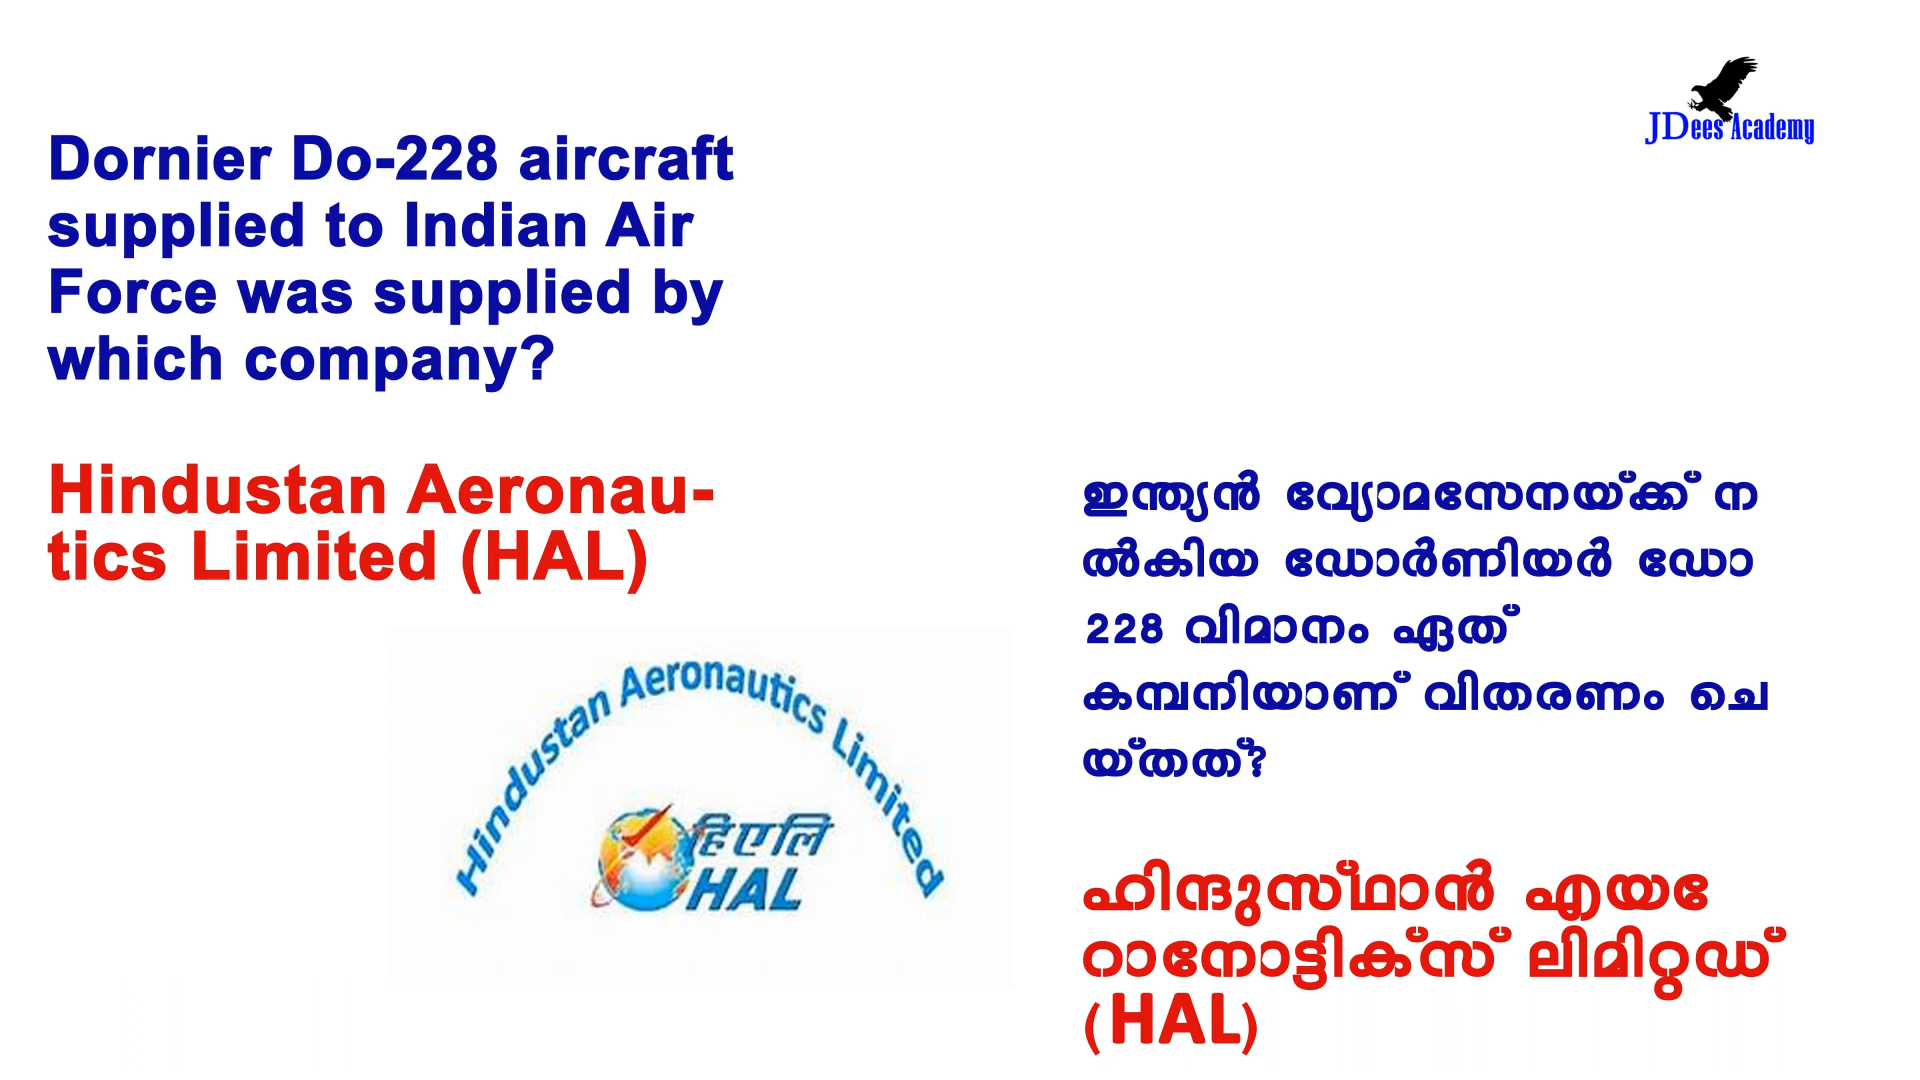 JDees Academy
Dornier Do-228 aircraft
supplied to Indian Air
Force was supplied by
which company?
Hindustan Aeronau-
tics Limited (HAL)
Hindustan Aeronautics Limited
हिएलि
HAL
ഇന്ത്യൻ വ്യോമസേനയ്ക്ക് ന
ൽകിയ ഡോർണിയർ ഡോ
228 വിമാനം ഏത്
കമ്പനിയാണ് വിതരണം ചെ
യ്തത്?
ഹിന്ദുസ്ഥാൻ എയറേ
റാനോട്ടിക്സ് ലിമിറ്റഡ്
(HAL)